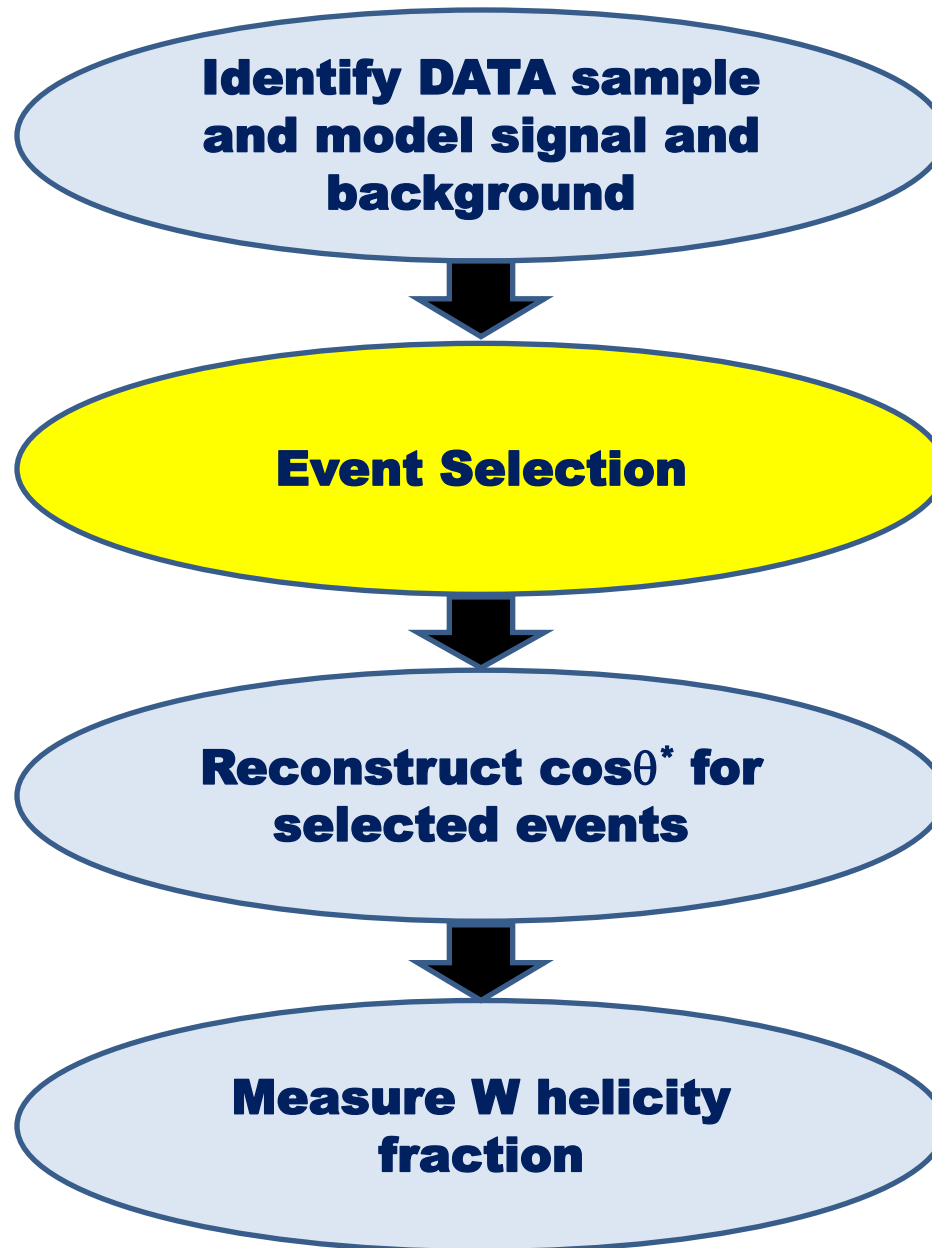 Identify DATA sample
and model signal and
background
Event Selection
Reconstruct cosθ* for
selected events
Measure W helicity
fraction